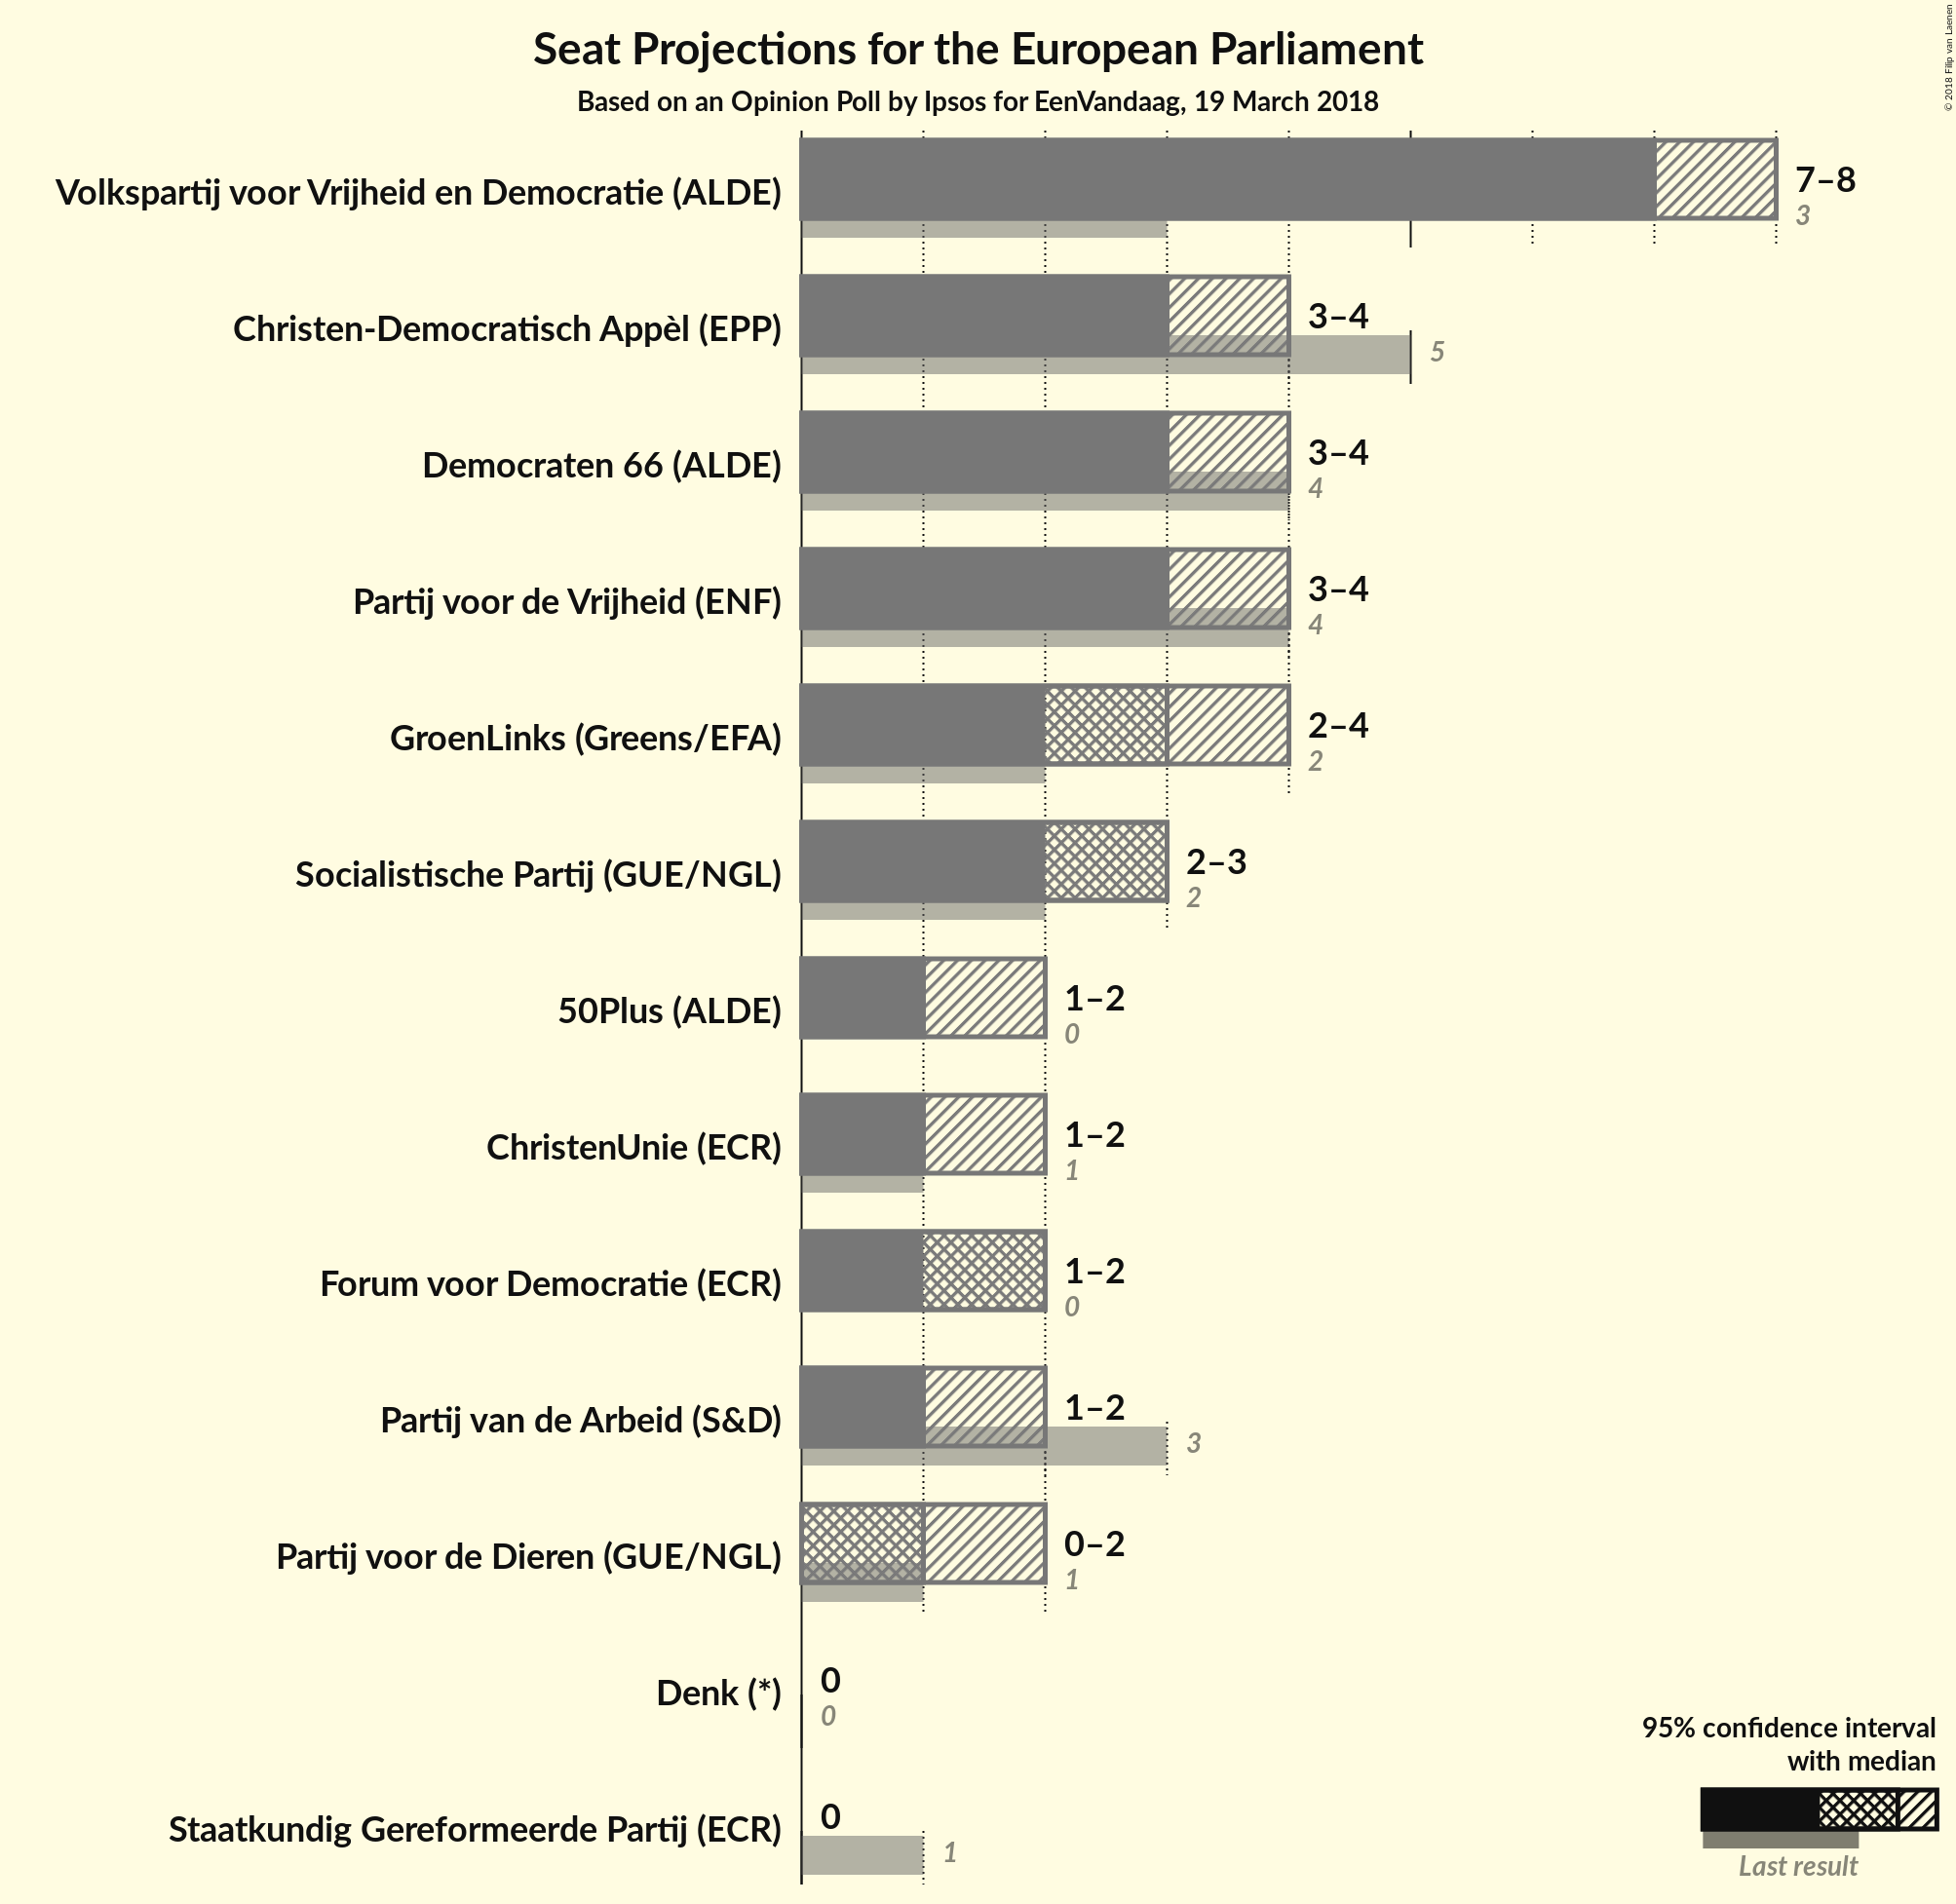 Seat Projections for the European Parliament
Based on an Opinion Poll by Ipsos for EenVandaag, 19 March 2018
© 2018 Filip van Laenen
Volkspartij voor Vrijheid en Democratie (ALDE)
7–8
3
Christen-Democratisch Appèl (EPP)
3–4
5
Democraten 66 (ALDE)
3–4
4
Partij voor de Vrijheid (ENF)
3–4
4
GroenLinks (Greens/EFA)
2–4
2
Socialistische Partij (GUE/NGL)
2–3
2
50Plus (ALDE)
1–2
0
ChristenUnie (ECR)
1–2
1
Forum voor Democratie (ECR)
1–2
0
Partij van de Arbeid (S&D)
1–2
3
Partij voor de Dieren (GUE/NGL)
0–2
1
Denk (*)
0
0
Staatkundig Gereformeerde Partij (ECR)
0
1
95% confidence interval
with median
Last result